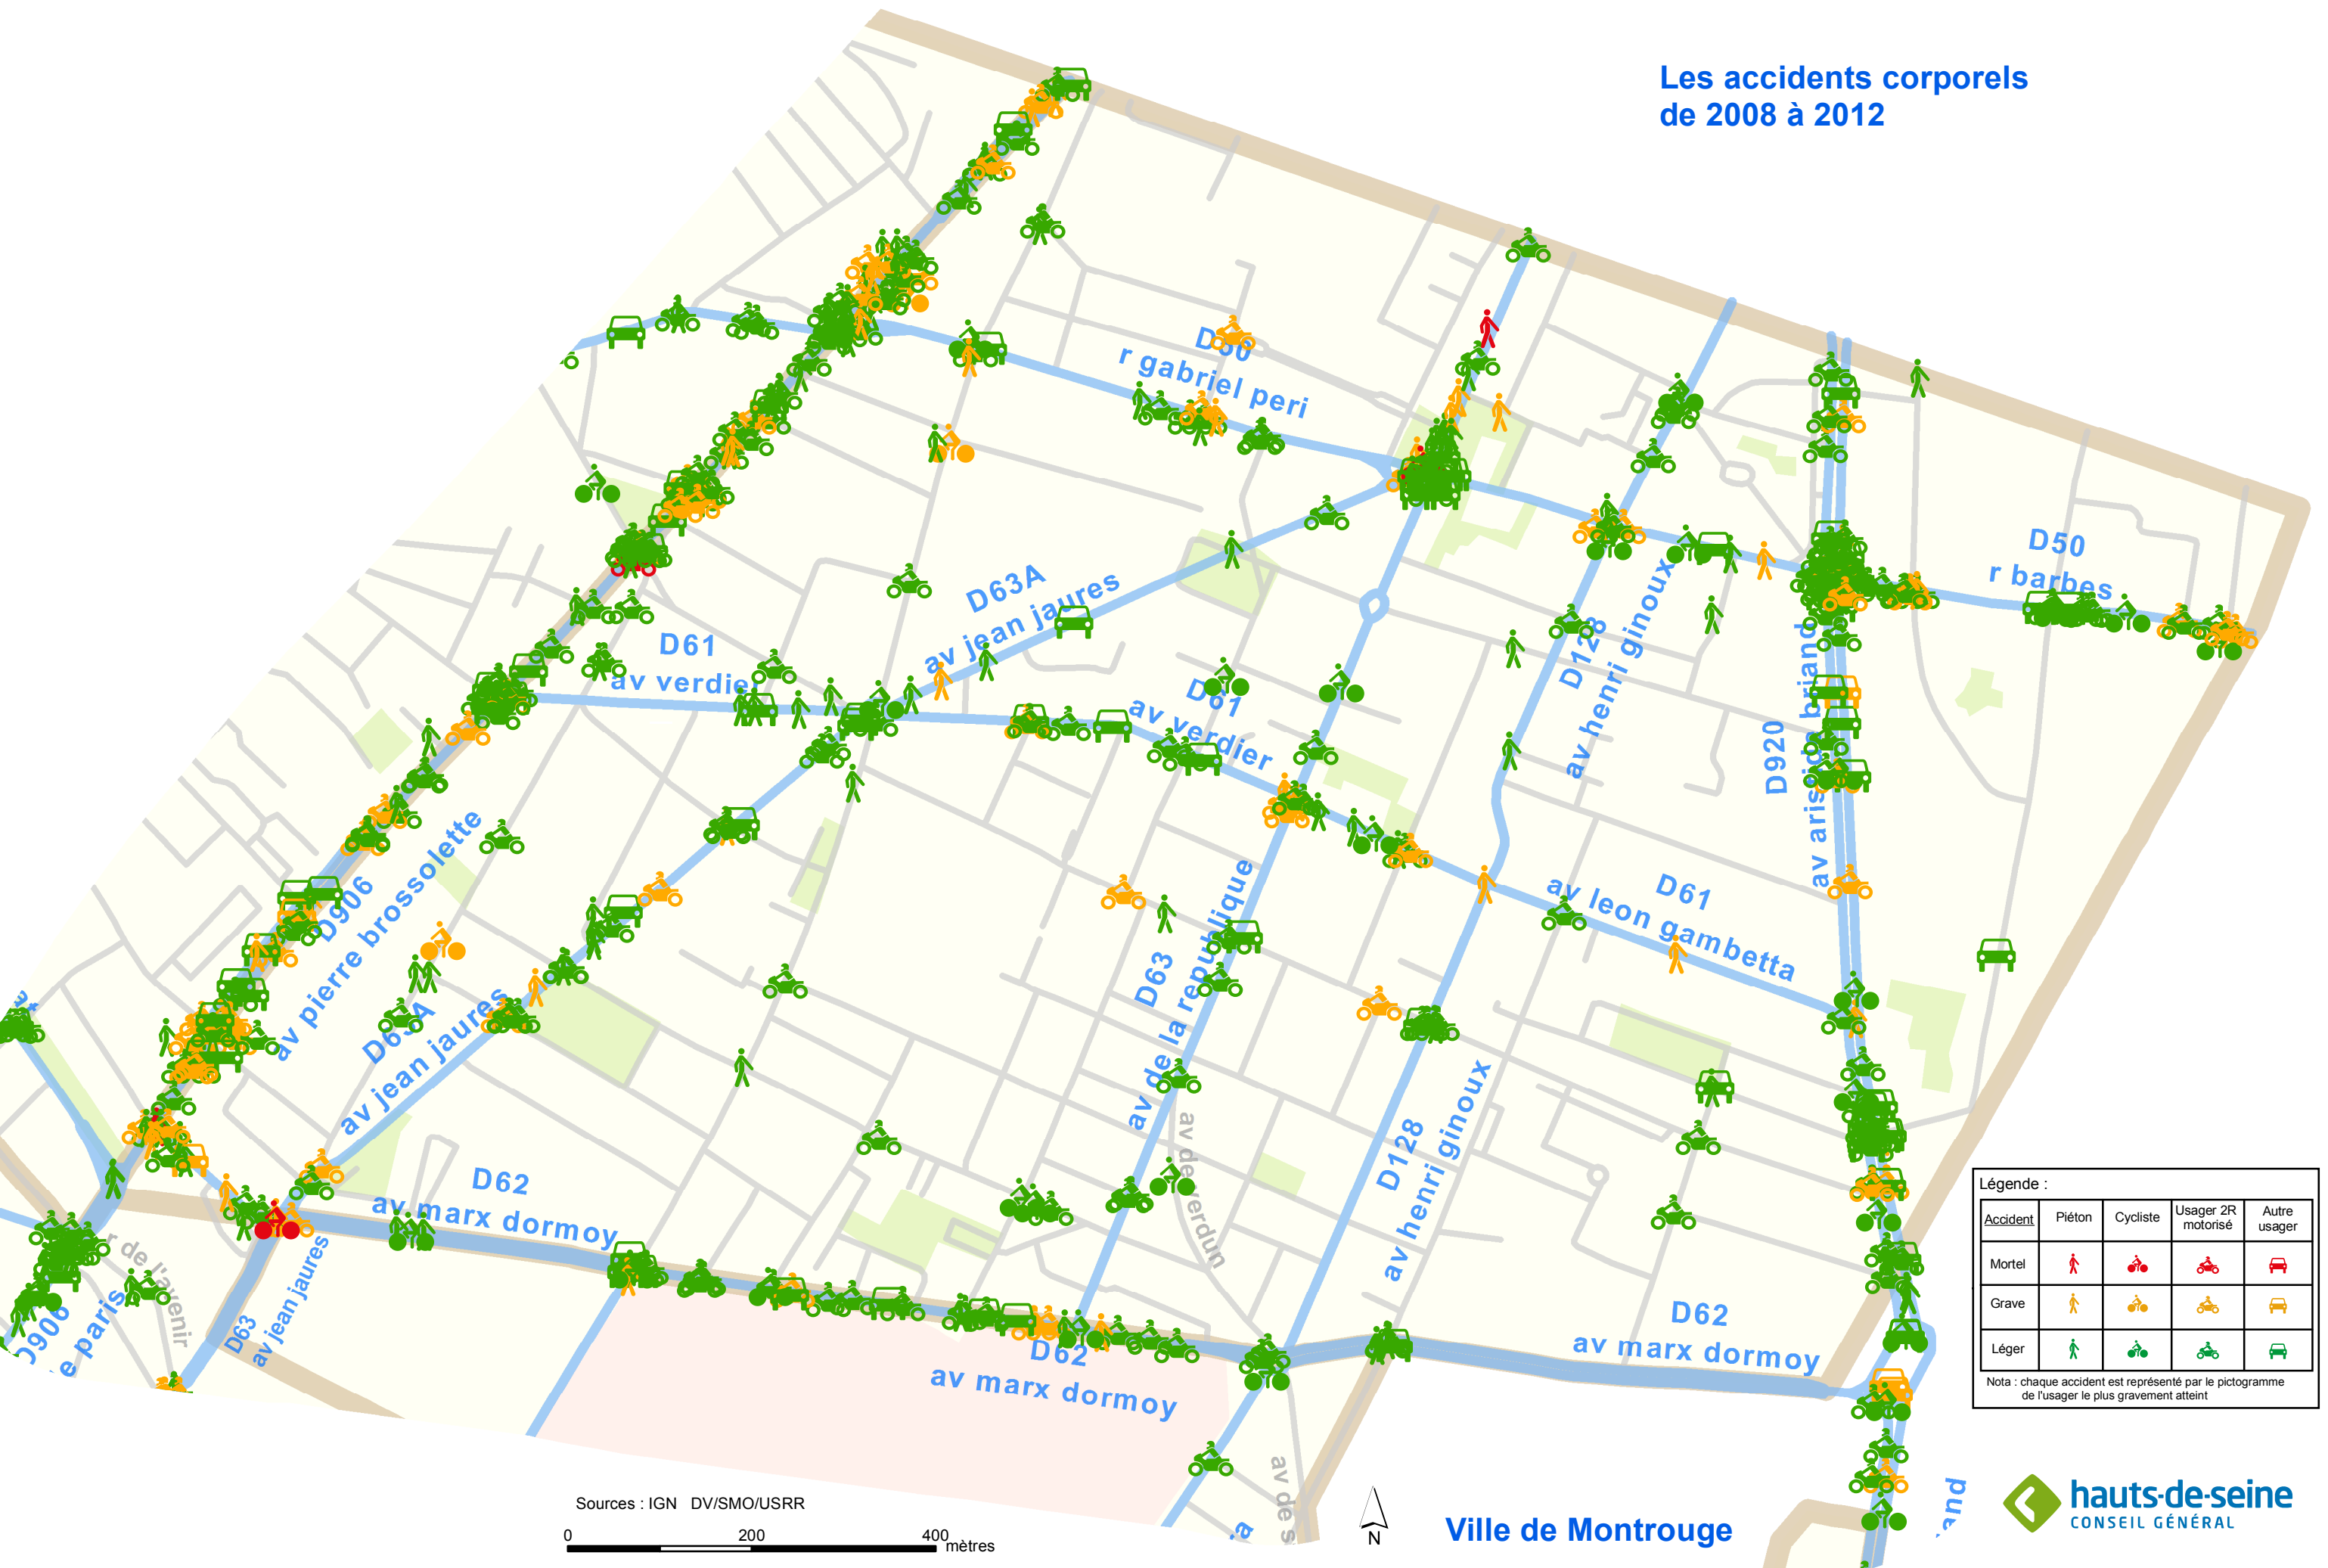 Les accidents corporels
de 2008 à 2012
r gabriel peri
D50
r barbes
D63A
av jean jaures
D61
av verdier
D61
av verdier
D128
av henri ginoux
D920
D906
av pierre brossolette
D63
av de la republique
D61
av leon gambetta
D63A
av jean jaures
D128
av henri ginoux
av de verdun
D62
av marx dormoy
D63
av jean jaures
r de l'avenir
D906
D62
av marx dormoy
D62
av marx dormoy
Légende :
Accident Piéton Cycliste Usager 2R motorisé Autre usager
Mortel
Grave
Léger
Nota : chaque accident est représenté par le pictogramme
de l'usager le plus gravement atteint
Sources : IGN DV/SMO/USRR
0 200 400 mètres
N
Ville de Montrouge
hauts-de-seine
CONSEIL GÉNÉRAL